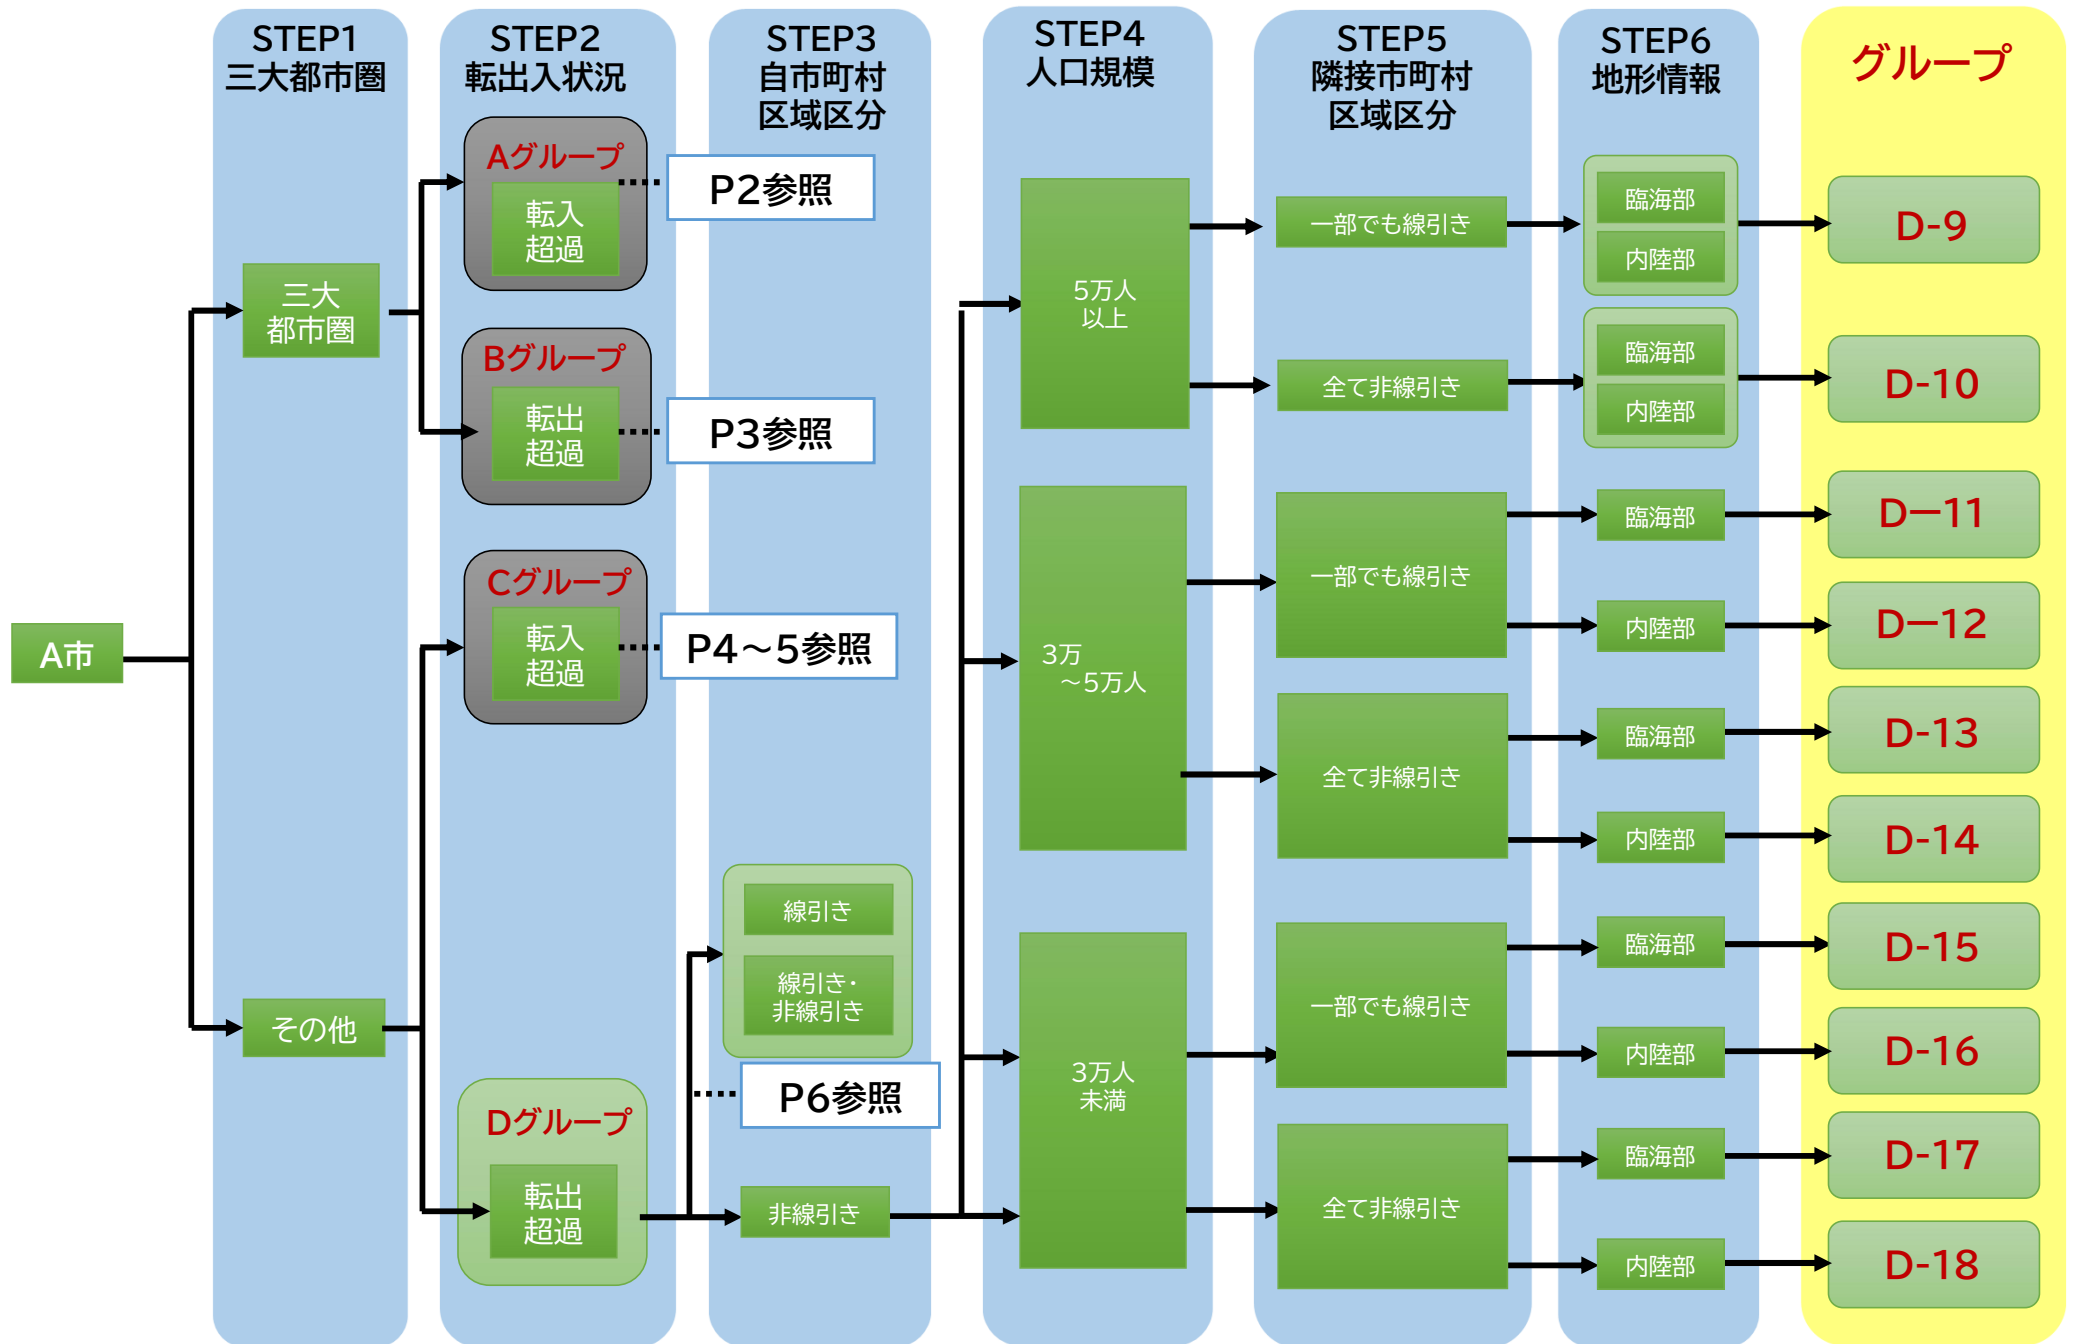 STEP1
三大都市圏
STEP2
転出入状況
STEP3
自市町村
区域区分
STEP4
人口規模
STEP5
隣接市町村
区域区分
STEP6
地形情報
グループ
A市
三大
都市圏
その他
Aグループ
転入
超過
P2参照
Bグループ
転出
超過
P3参照
Cグループ
転入
超過
P4～5参照
Dグループ
転出
超過
線引き
線引き・
非線引き
P6参照
非線引き
5万人
以上
3万
～5万人
3万人
未満
一部でも線引き
全て非線引き
一部でも線引き
全て非線引き
一部でも線引き
全て非線引き
臨海部
内陸部
臨海部
内陸部
臨海部
内陸部
臨海部
内陸部
臨海部
内陸部
臨海部
内陸部
D-9
D-10
Dー11
Dー12
D-13
D-14
D-15
D-16
D-17
D-18